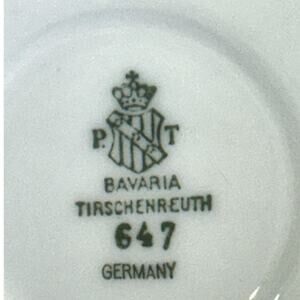 P. T
BAVARIA
TIRSCHENREUTH
647
GERMANY